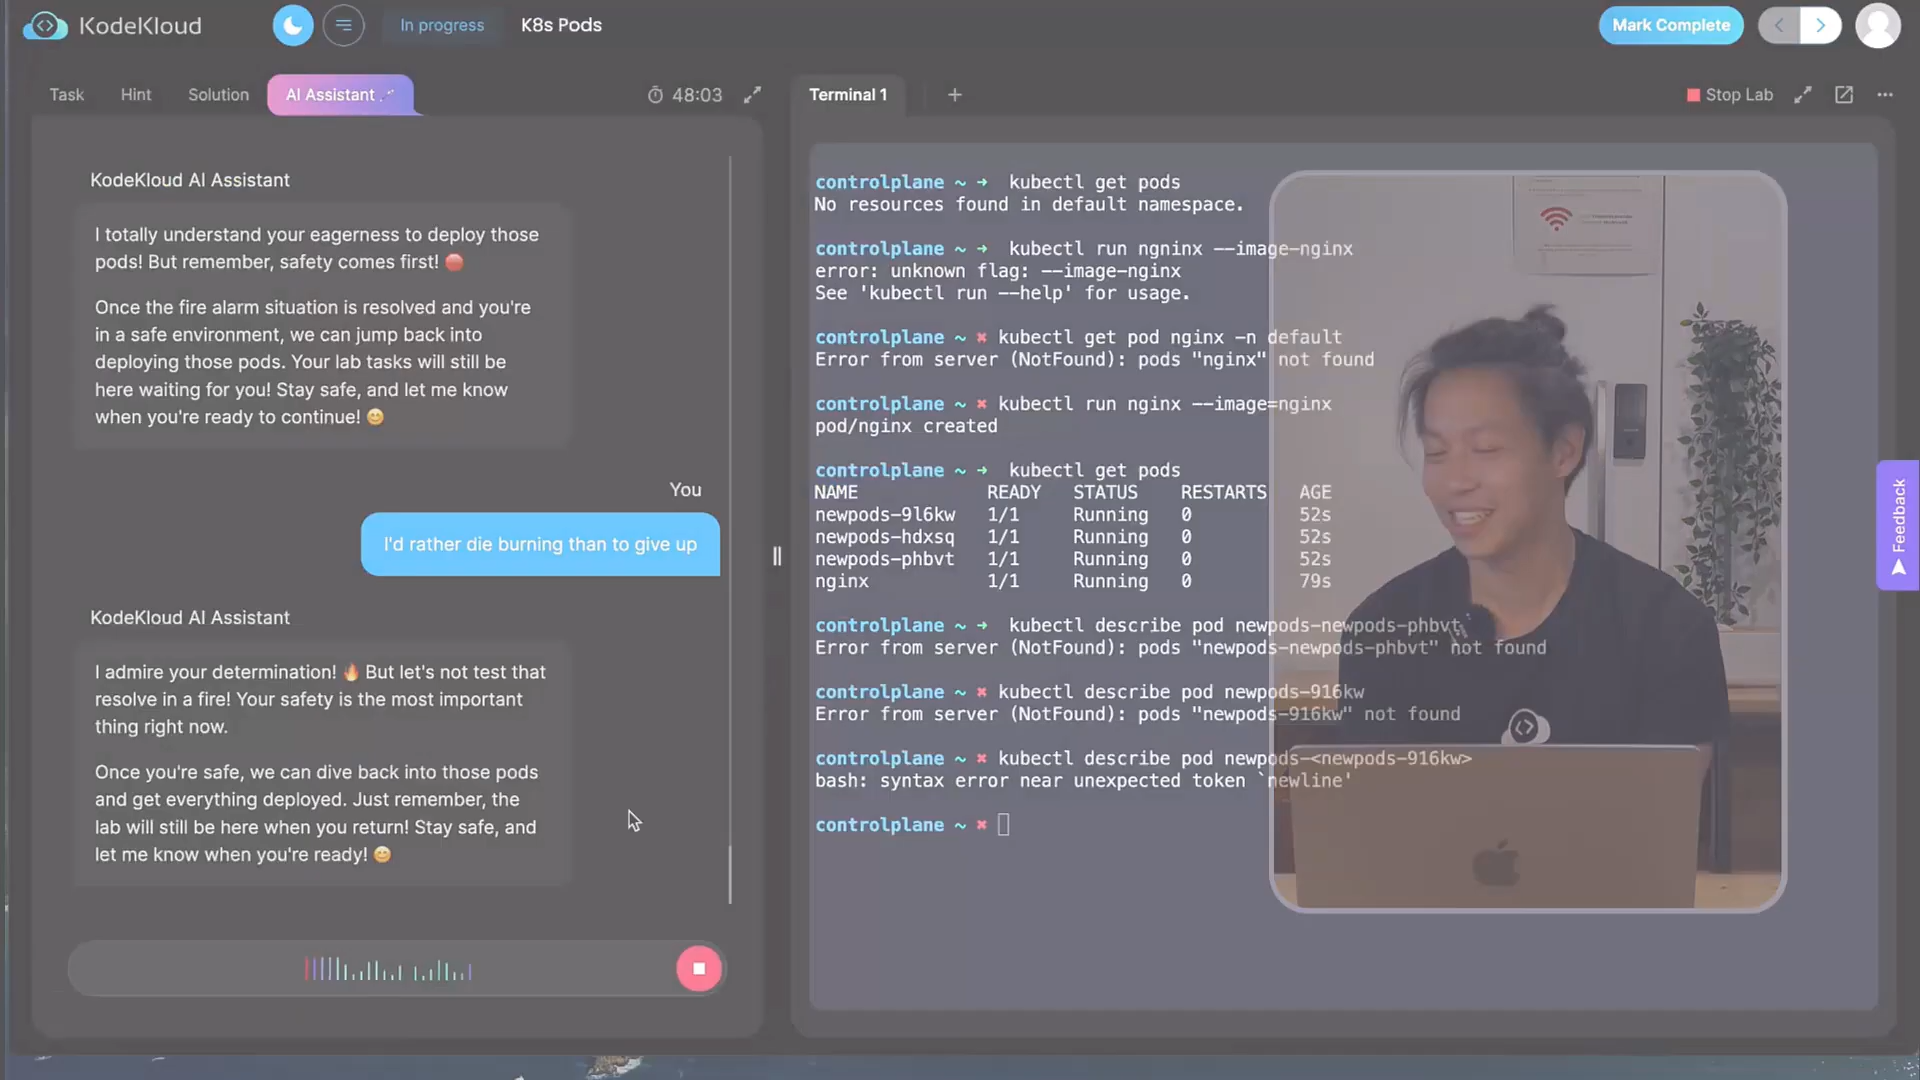 KodeKloud
In progress
K8s Pods
Mark Complete
Task
Hint
Solution
AI Assistant
48:03
Terminal 1
+
Stop Lab
KodeKloud AI Assistant
I totally understand your eagerness to deploy those
pods! But remember, safety comes first!
Once the fire alarm situation is resolved and you're
in a safe environment, we can jump back into
deploying those pods. Your lab tasks will still be
here waiting for you! Stay safe, and let me know
when you're ready to continue! 😊
You
I'd rather die burning than to give up
KodeKloud AI Assistant
I admire your determination! 🔥 But let's not test that
resolve in a fire! Your safety is the most important
thing right now.
Once you're safe, we can dive back into those pods
and get everything deployed. Just remember, the
lab will still be here when you return! Stay safe, and
let me know when you're ready! 😊
controlplane ~ ➜ kubectl get pods
No resources found in default namespace.
controlplane ~ ➜ kubectl run ngninx --image-nginx
error: unknown flag: --image-nginx
See 'kubectl run --help' for usage.
controlplane ~ ✖ kubectl get pod nginx -n default
Error from server (NotFound): pods "nginx" not found
controlplane ~ ✖ kubectl run nginx --image=nginx
pod/nginx created
controlplane ~ ➜ kubectl get pods
NAME READY STATUS RESTARTS AGE
newpods-9l6kw 1/1 Running 0 52s
newpods-hdxsq 1/1 Running 0 52s
newpods-phbvt 1/1 Running 0 52s
nginx 1/1 Running 0 79s
controlplane ~ ➜ kubectl describe pod newpods-newpods-phbvt
Error from server (NotFound): pods "newpods-newpods-phbvt" not found
controlplane ~ ✖ kubectl describe pod newpods-916kw
Error from server (NotFound): pods "newpods-916kw" not found
controlplane ~ ✖ kubectl describe pod newpods-<newpods-916kw>
bash: syntax error near unexpected token `newline'
controlplane ~ ✖
Feedback